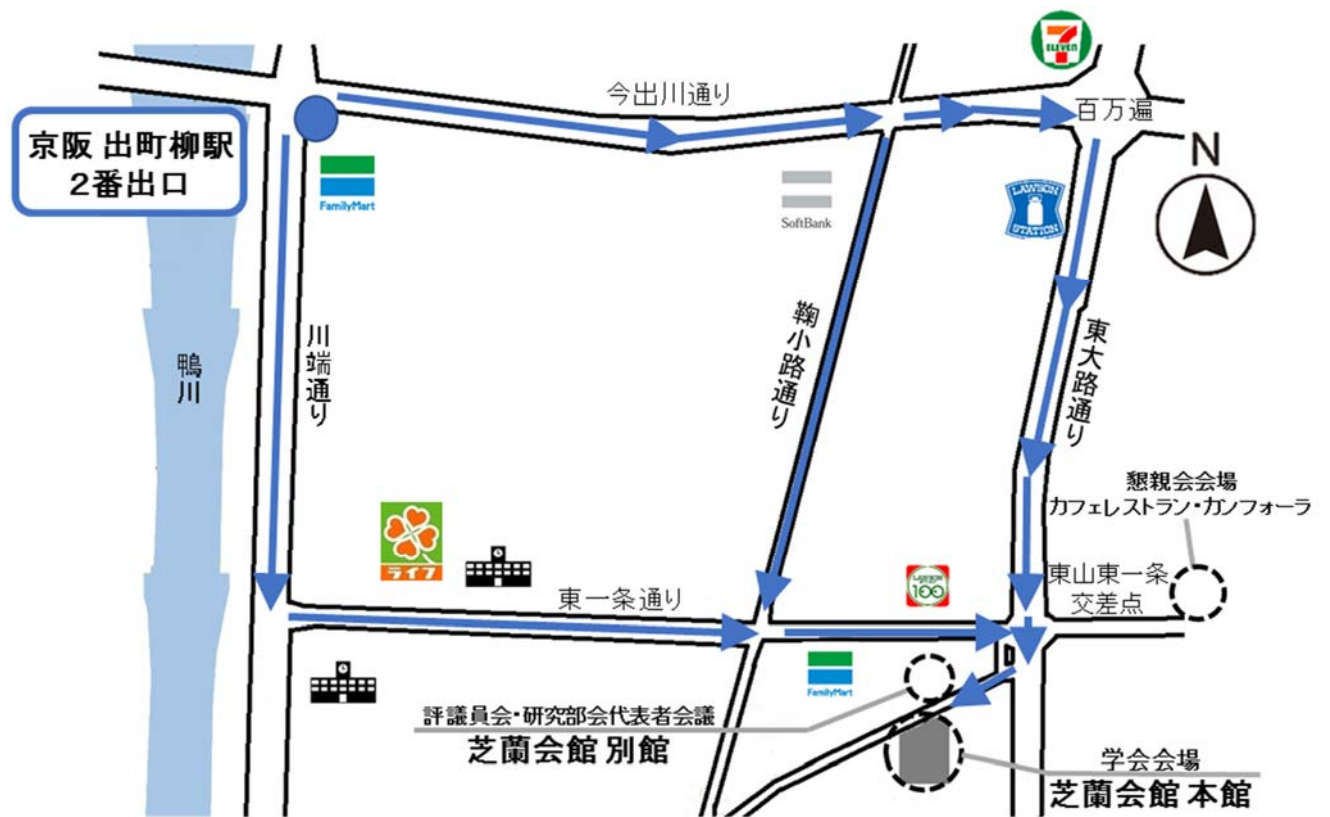 7
ELEVEN
今出川通り
百万遍
京阪 出町柳駅
2番出口
N
FamilyMart
SoftBank
LAWSON
STATION
鴨川
川端通り
鞠小路通り
東大路通り
懇親会会場
カフェレストラン・カンフォーラ
ライフ
東一条通り
LAWSON
100
東山東一条
交差点
FamilyMart
評議員会・研究部会代表者会議
芝蘭会館 別館
学会会場
芝蘭会館 本館